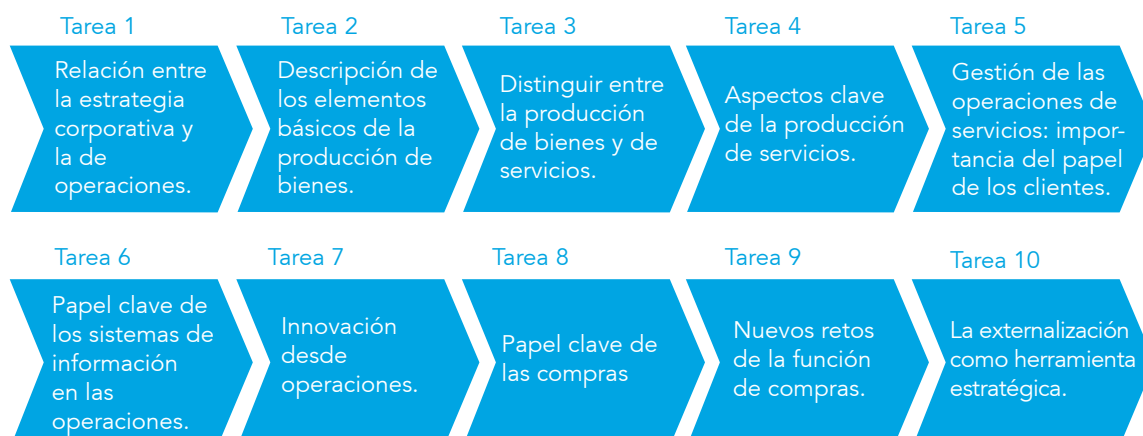 Tarea 1
Relación entre
la estrategia
corporativa y
la de
operaciones.
Tarea 2
Descripción de
los elementos
básicos de la
producción de
bienes.
Tarea 3
Distinguir entre
la producción
de bienes y de
servicios.
Tarea 4
Aspectos clave
de la producción
de servicios.
Tarea 5
Gestión de las
operaciones de
servicios: impor-
tancia del papel
de los clientes.
Tarea 6
Papel clave de
los sistemas de
información
en las
operaciones.
Tarea 7
Innovación
desde
operaciones.
Tarea 8
Papel clave de
las compras
Tarea 9
Nuevos retos
de la función
de compras.
Tarea 10
La externalización
como herramienta
estratégica.